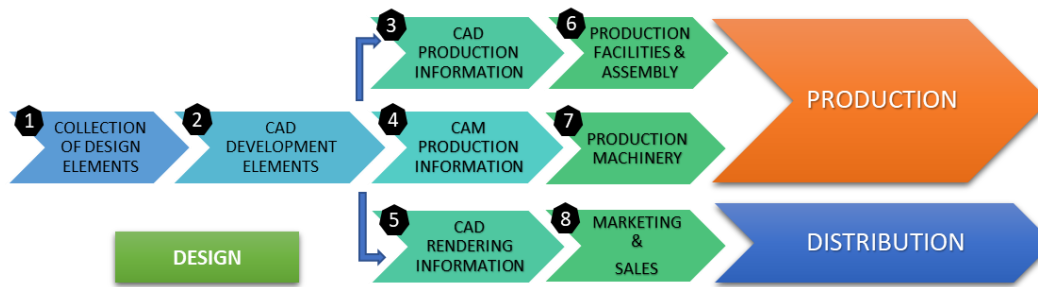 3
CAD
PRODUCTION
INFORMATION
6
PRODUCTION
FACILITIES &
ASSEMBLY
PRODUCTION
1
COLLECTION
OF DESIGN
ELEMENTS
2
CAD
DEVELOPMENT
ELEMENTS
4
CAM
PRODUCTION
INFORMATION
7
PRODUCTION
MACHINERY
5
CAD
RENDERING
INFORMATION
8
MARKETING
&
SALES
DISTRIBUTION
DESIGN